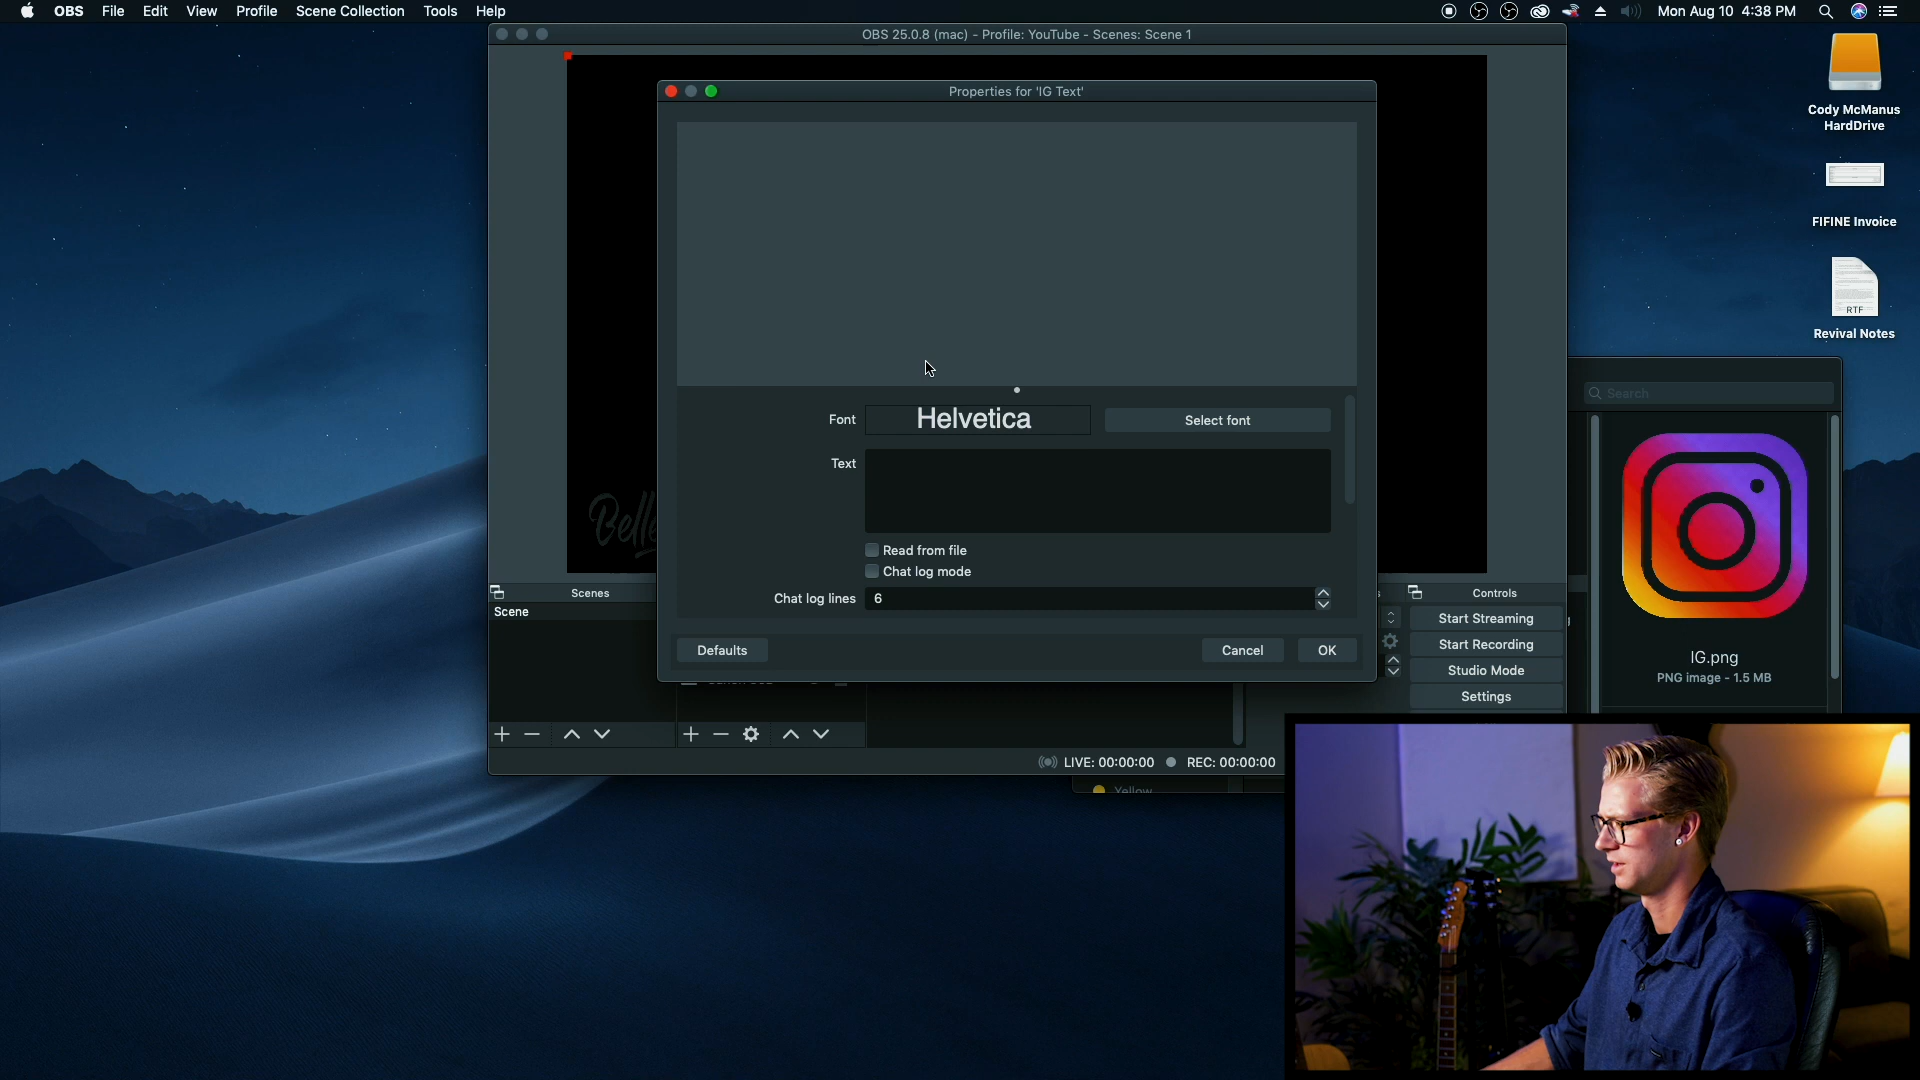 OBS File Edit View Profile Scene Collection Tools Help
Mon Aug 10 4:38 PM
OBS 25.0.8 (mac) - Profile: YouTube - Scenes: Scene 1
Properties for 'IG Text'
Cody McManus
HardDrive
FIFINE Invoice
RTF
Revival Notes
Search
Font Helvetica Select font
Text
Belle
Read from file
Chat log mode
Chat log lines 6
Defaults Cancel OK
Scenes
Scene
Controls
Start Streaming
Start Recording
Studio Mode
Settings
IG.png
PNG image - 1.5 MB
LIVE: 00:00:00 REC: 00:00:00
Yellow